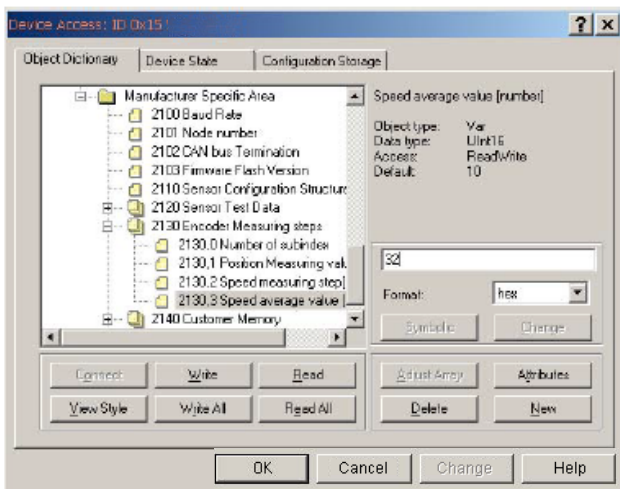 Device Access: ID 0x15
Object Dictionary
Device State
Configuration Storage
Manufacturer Specific Area
2100 Baud Rate
2101 Node number
2102 CAN bus Termination
2103 Firmware Flash Version
2110 Sensor Configuration Structure
2120 Sensor Test Data
2130 Encoder Measuring steps
2130,0 Number of subindex
2130,1 Position Measuring val
2130.2 Speed measuring step[
2130,3 Speed average value [
2140 Customer Memory
Speed average value [number]
Object type: Var
Data type: UInt16
Access: ReadWrite
Default: 10
32
Format: hex
Symbolic
Change
Connect
Write
Read
View Style
Write All
Read All
Adjust Array
Attributes
Delete
New
OK
Cancel
Change
Help